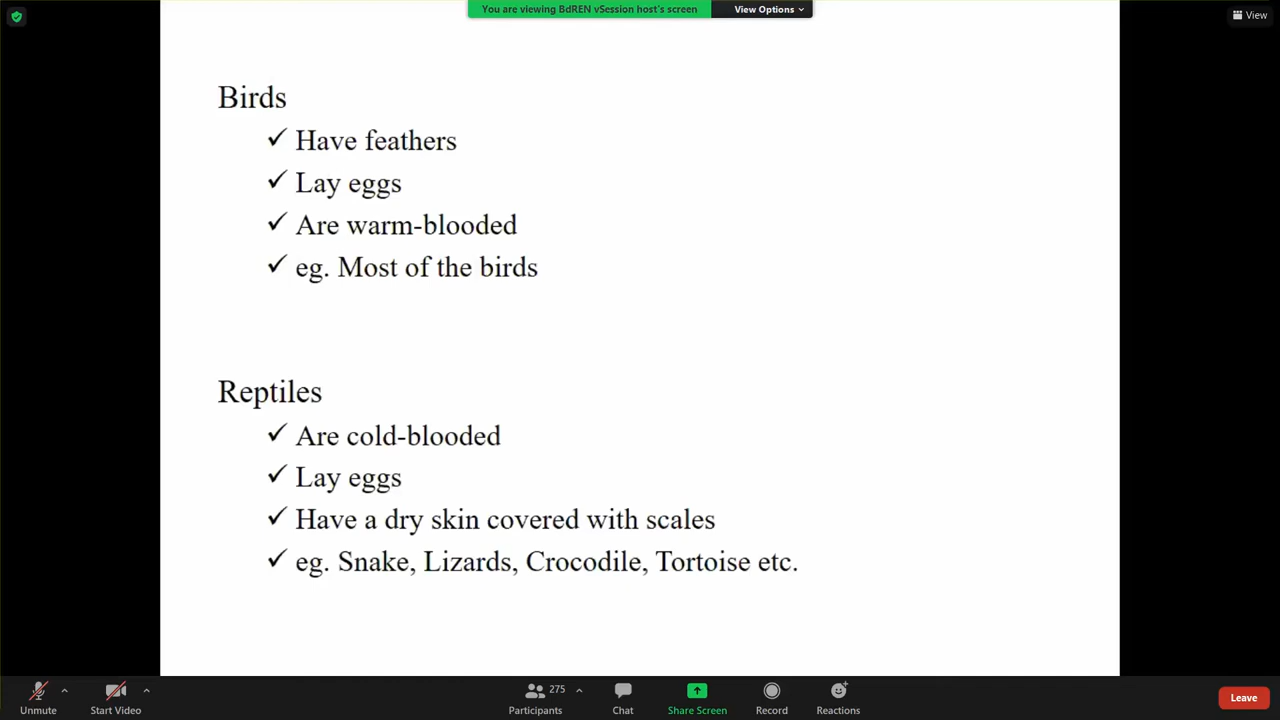 You are viewing BdREN vSession host's screen
View Options
View
Birds
✓ Have feathers
✓ Lay eggs
✓ Are warm-blooded
✓ eg. Most of the birds
Reptiles
✓ Are cold-blooded
✓ Lay eggs
✓ Have a dry skin covered with scales
✓ eg. Snake, Lizards, Crocodile, Tortoise etc.
Unmute
Start Video
275
Participants
Chat
Share Screen
Record
Reactions
Leave